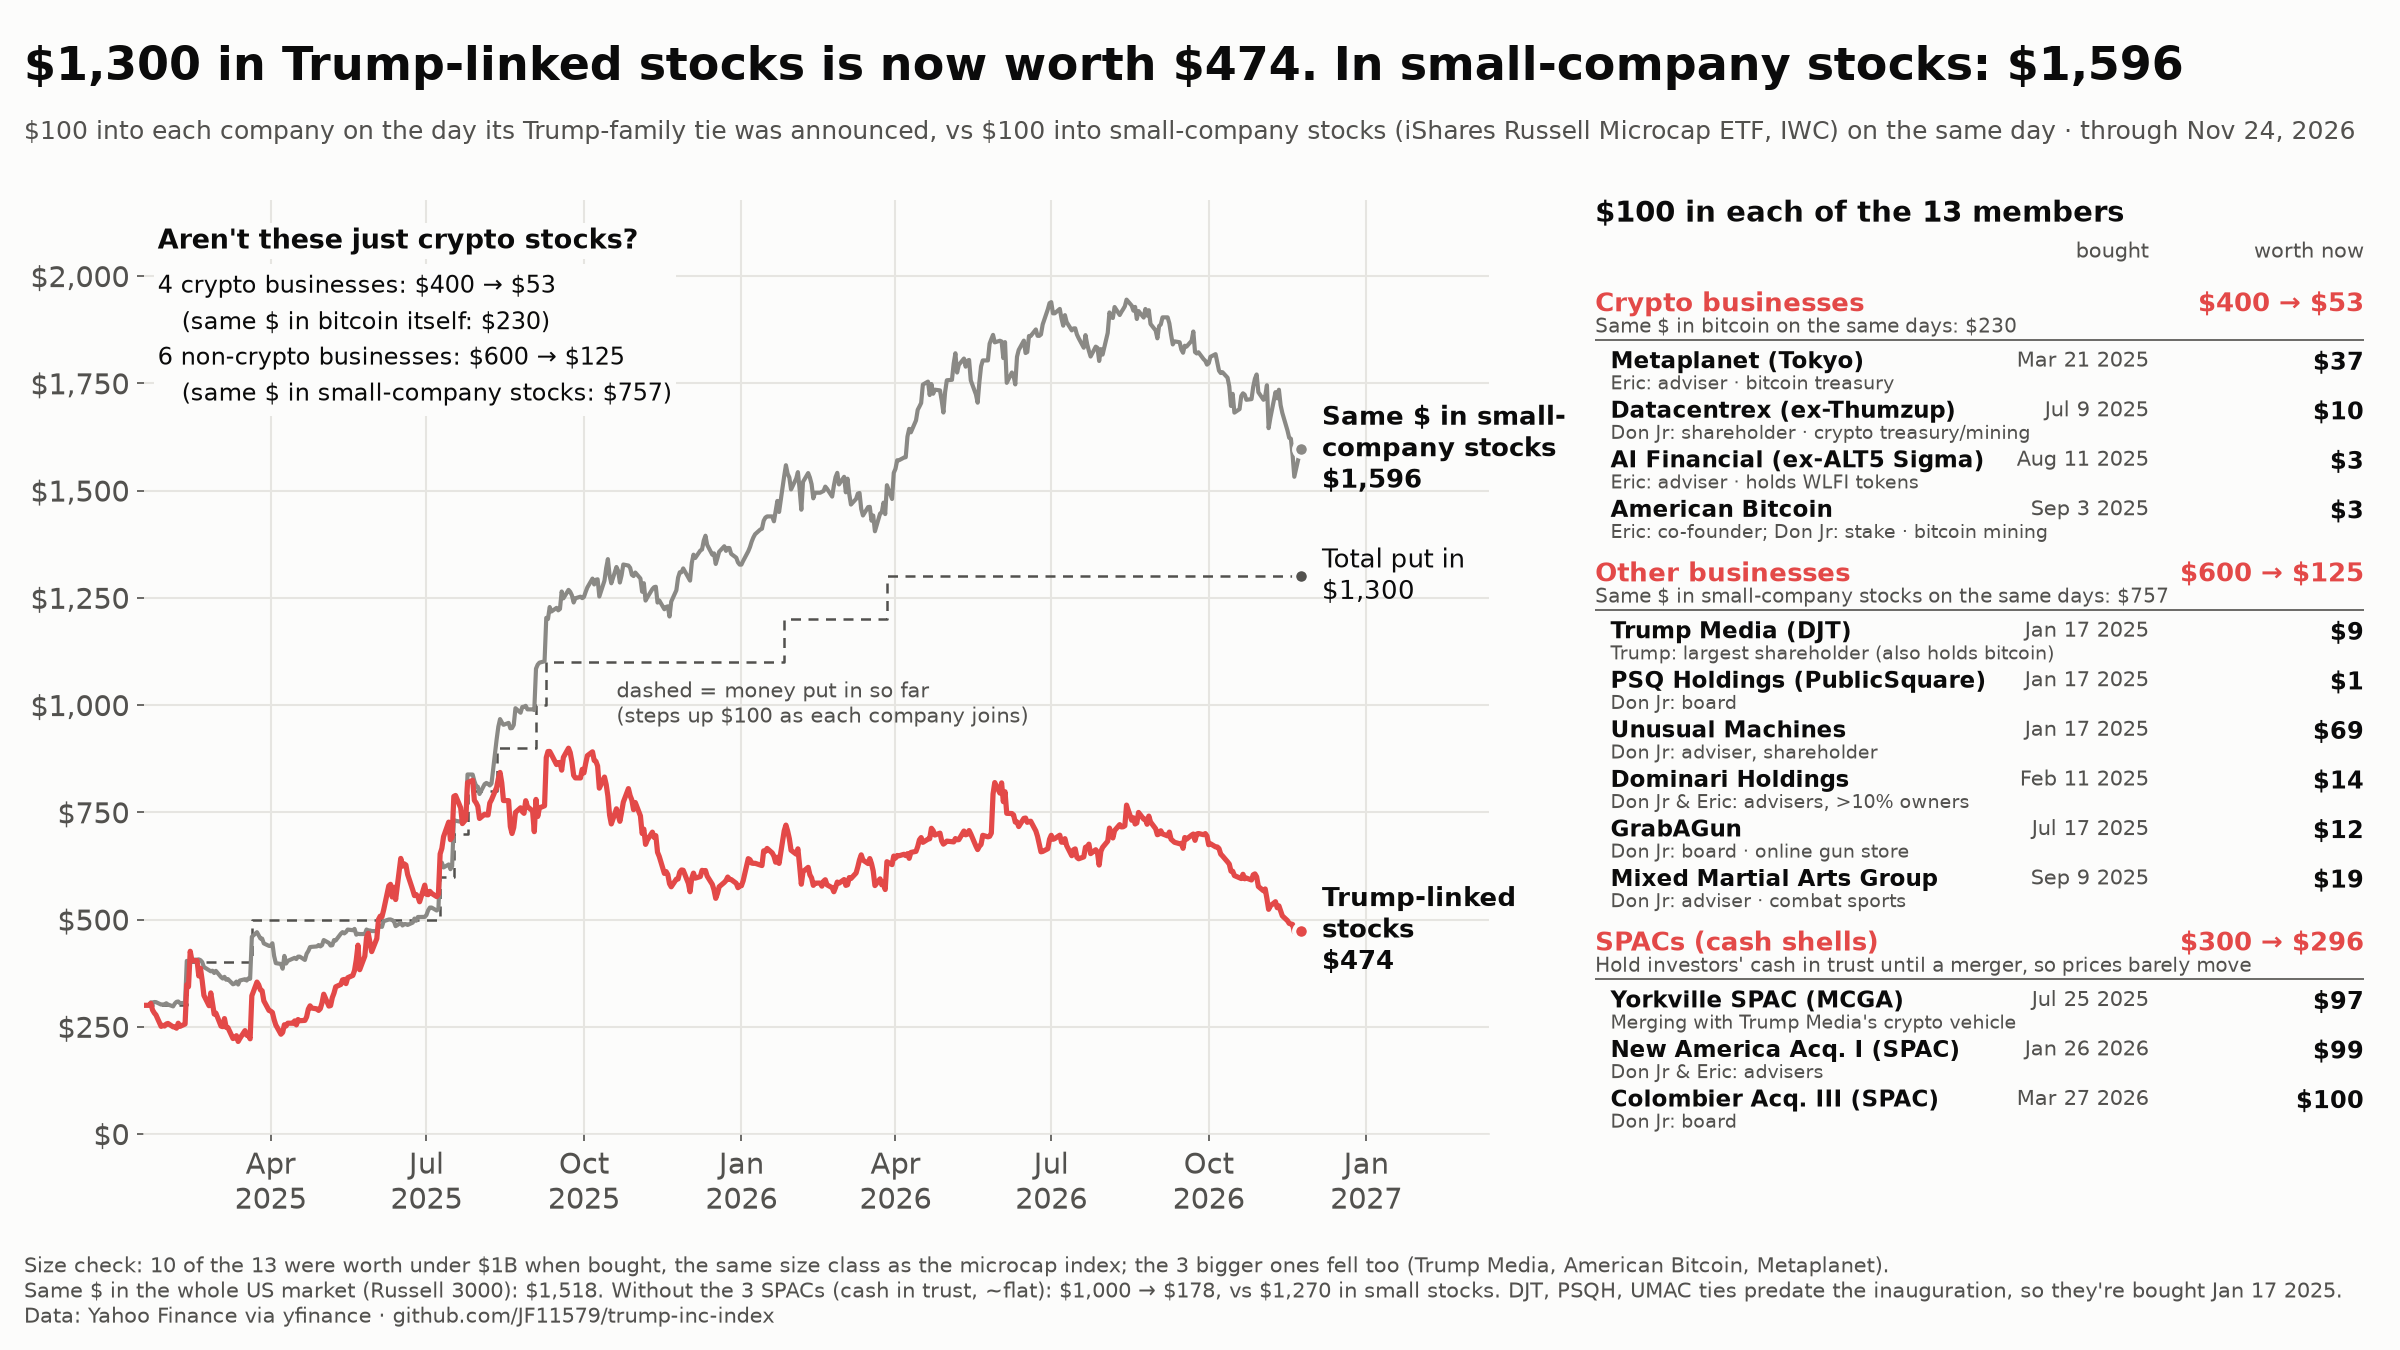 $1,300 in Trump-linked stocks is now worth $474. In small-company stocks: $1,596
$100 into each company on the day its Trump-family tie was announced, vs $100 into small-company stocks (iShares Russell Microcap ETF, IWC) on the same day · through Nov 24, 2026
Aren't these just crypto stocks?
4 crypto businesses: $400 → $53
(same $ in bitcoin itself: $230)
6 non-crypto businesses: $600 → $125
(same $ in small-company stocks: $757)
$2,000
$1,750
$1,500
$1,250
$1,000
$750
$500
$250
$0
Same $ in small-
company stocks
$1,596
Total put in
$1,300
dashed = money put in so far
(steps up $100 as each company joins)
Trump-linked
stocks
$474
Apr
2025
Jul
2025
Oct
2025
Jan
2026
Apr
2026
Jul
2026
Oct
2026
Jan
2027
$100 in each of the 13 members
bought worth now
Crypto businesses $400 → $53
Same $ in bitcoin on the same days: $230
Metaplanet (Tokyo) Mar 21 2025 $37
Eric: adviser · bitcoin treasury
Datacentrex (ex-Thumzup) Jul 9 2025 $10
Don Jr: shareholder · crypto treasury/mining
AI Financial (ex-ALT5 Sigma) Aug 11 2025 $3
Eric: adviser · holds WLFI tokens
American Bitcoin Sep 3 2025 $3
Eric: co-founder; Don Jr: stake · bitcoin mining
Other businesses $600 → $125
Same $ in small-company stocks on the same days: $757
Trump Media (DJT) Jan 17 2025 $9
Trump: largest shareholder (also holds bitcoin)
PSQ Holdings (PublicSquare) Jan 17 2025 $1
Don Jr: board
Unusual Machines Jan 17 2025 $69
Don Jr: adviser, shareholder
Dominari Holdings Feb 11 2025 $14
Don Jr & Eric: advisers, >10% owners
GrabAGun Jul 17 2025 $12
Don Jr: board · online gun store
Mixed Martial Arts Group Sep 9 2025 $19
Don Jr: adviser · combat sports
SPACs (cash shells) $300 → $296
Hold investors' cash in trust until a merger, so prices barely move
Yorkville SPAC (MCGA) Jul 25 2025 $97
Merging with Trump Media's crypto vehicle
New America Acq. I (SPAC) Jan 26 2026 $99
Don Jr & Eric: advisers
Colombier Acq. III (SPAC) Mar 27 2026 $100
Don Jr: board
Size check: 10 of the 13 were worth under $1B when bought, the same size class as the microcap index; the 3 bigger ones fell too (Trump Media, American Bitcoin, Metaplanet).
Same $ in the whole US market (Russell 3000): $1,518. Without the 3 SPACs (cash in trust, ~flat): $1,000 → $178, vs $1,270 in small stocks. DJT, PSQH, UMAC ties predate the inauguration, so they're bought Jan 17 2025.
Data: Yahoo Finance via yfinance · github.com/JF11579/trump-inc-index